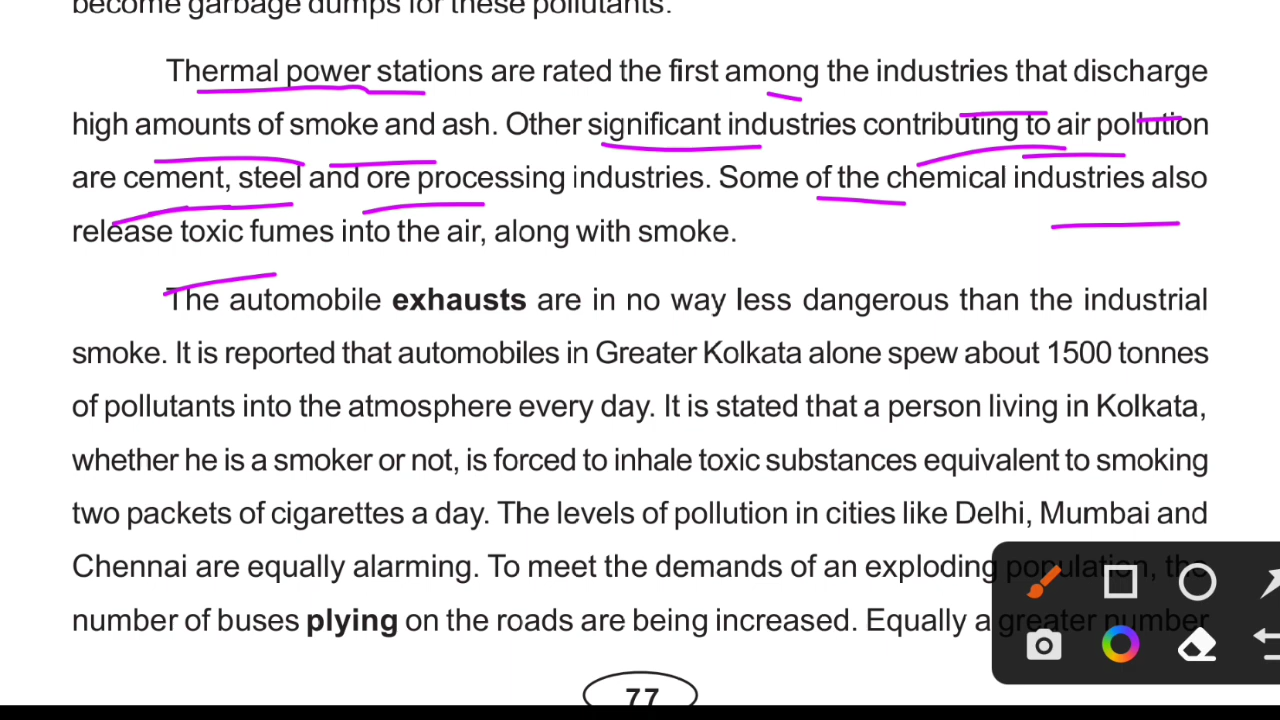 become garbage dumps for these pollutants.
Thermal power stations are rated the first among the industries that discharge
high amounts of smoke and ash. Other significant industries contributing to air pollution
are cement, steel and ore processing industries. Some of the chemical industries also
release toxic fumes into the air, along with smoke.
The automobile exhausts are in no way less dangerous than the industrial
smoke. It is reported that automobiles in Greater Kolkata alone spew about 1500 tonnes
of pollutants into the atmosphere every day. It is stated that a person living in Kolkata,
whether he is a smoker or not, is forced to inhale toxic substances equivalent to smoking
two packets of cigarettes a day. The levels of pollution in cities like Delhi, Mumbai and
Chennai are equally alarming. To meet the demands of an exploding population, the
number of buses plying on the roads are being increased. Equally a greater number
77